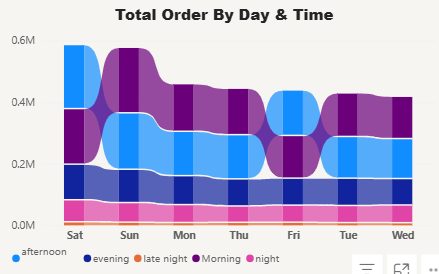 Total Order By Day & Time
0.6M
0.4M
0.2M
0.0M
Sat Sun Mon Thu Fri Tue Wed
afternoon evening late night Morning night